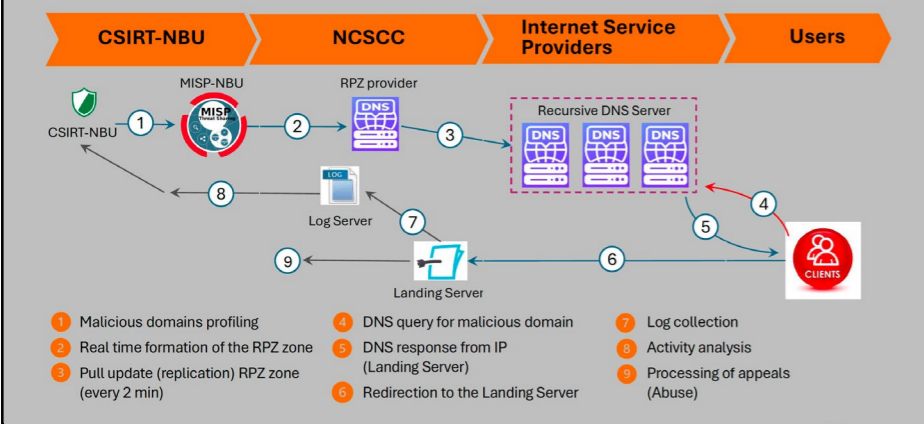 CSIRT-NBU
NCSCC
Internet Service
Providers
Users
MISP-NBU
RPZ provider
Recursive DNS Server
CSIRT-NBU
1
MISP
Threat Sharing
2
DNS
3
DNS
DNS
DNS
4
5
8
LOG
Log Server
7
9
Landing Server
6
CLIENTS
1 Malicious domains profiling
2 Real time formation of the RPZ zone
3 Pull update (replication) RPZ zone
(every 2 min)
4 DNS query for malicious domain
5 DNS response from IP
(Landing Server)
6 Redirection to the Landing Server
7 Log collection
8 Activity analysis
9 Processing of appeals
(Abuse)